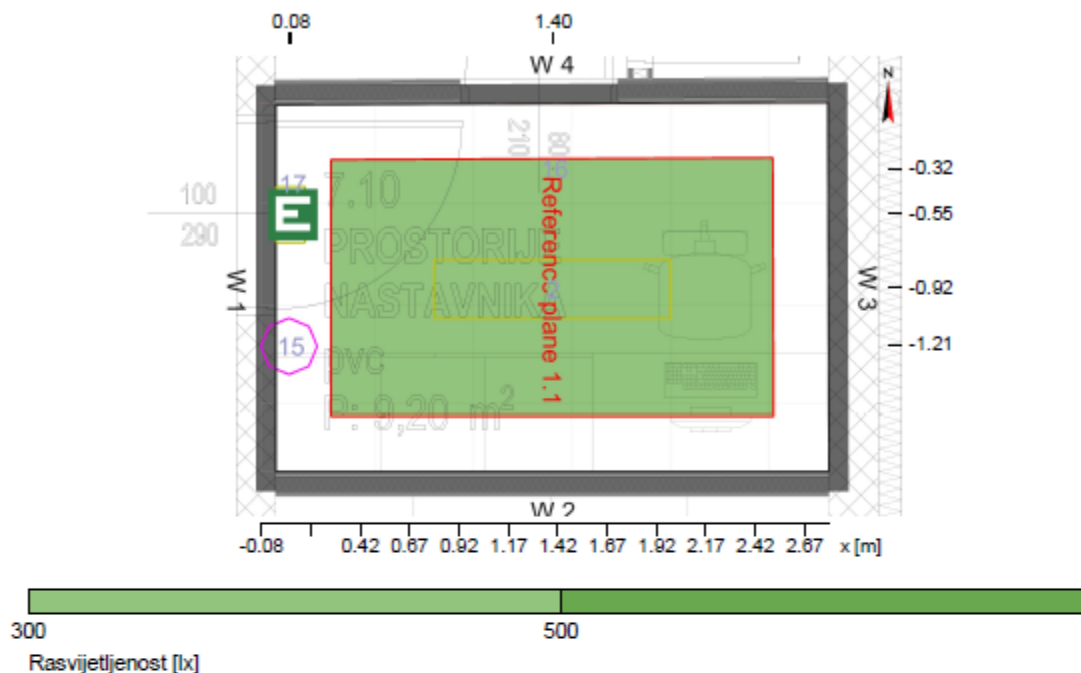 0.08
1.40
W 4
N
210
80
-0.32
17
16
100
7.10
E
-0.55
290
PROSTORIJA
W 1
Reference plane 1.1
W 3
-0.92
NASTAVNIKA
15
-1.21
pvc
P: 9,20 m²
W 2
-0.08
0.42
0.67
0.92
1.17
1.42
1.67
1.92
2.17
2.42
2.67
x [m]
300
500
Rasvijetljenost [lx]